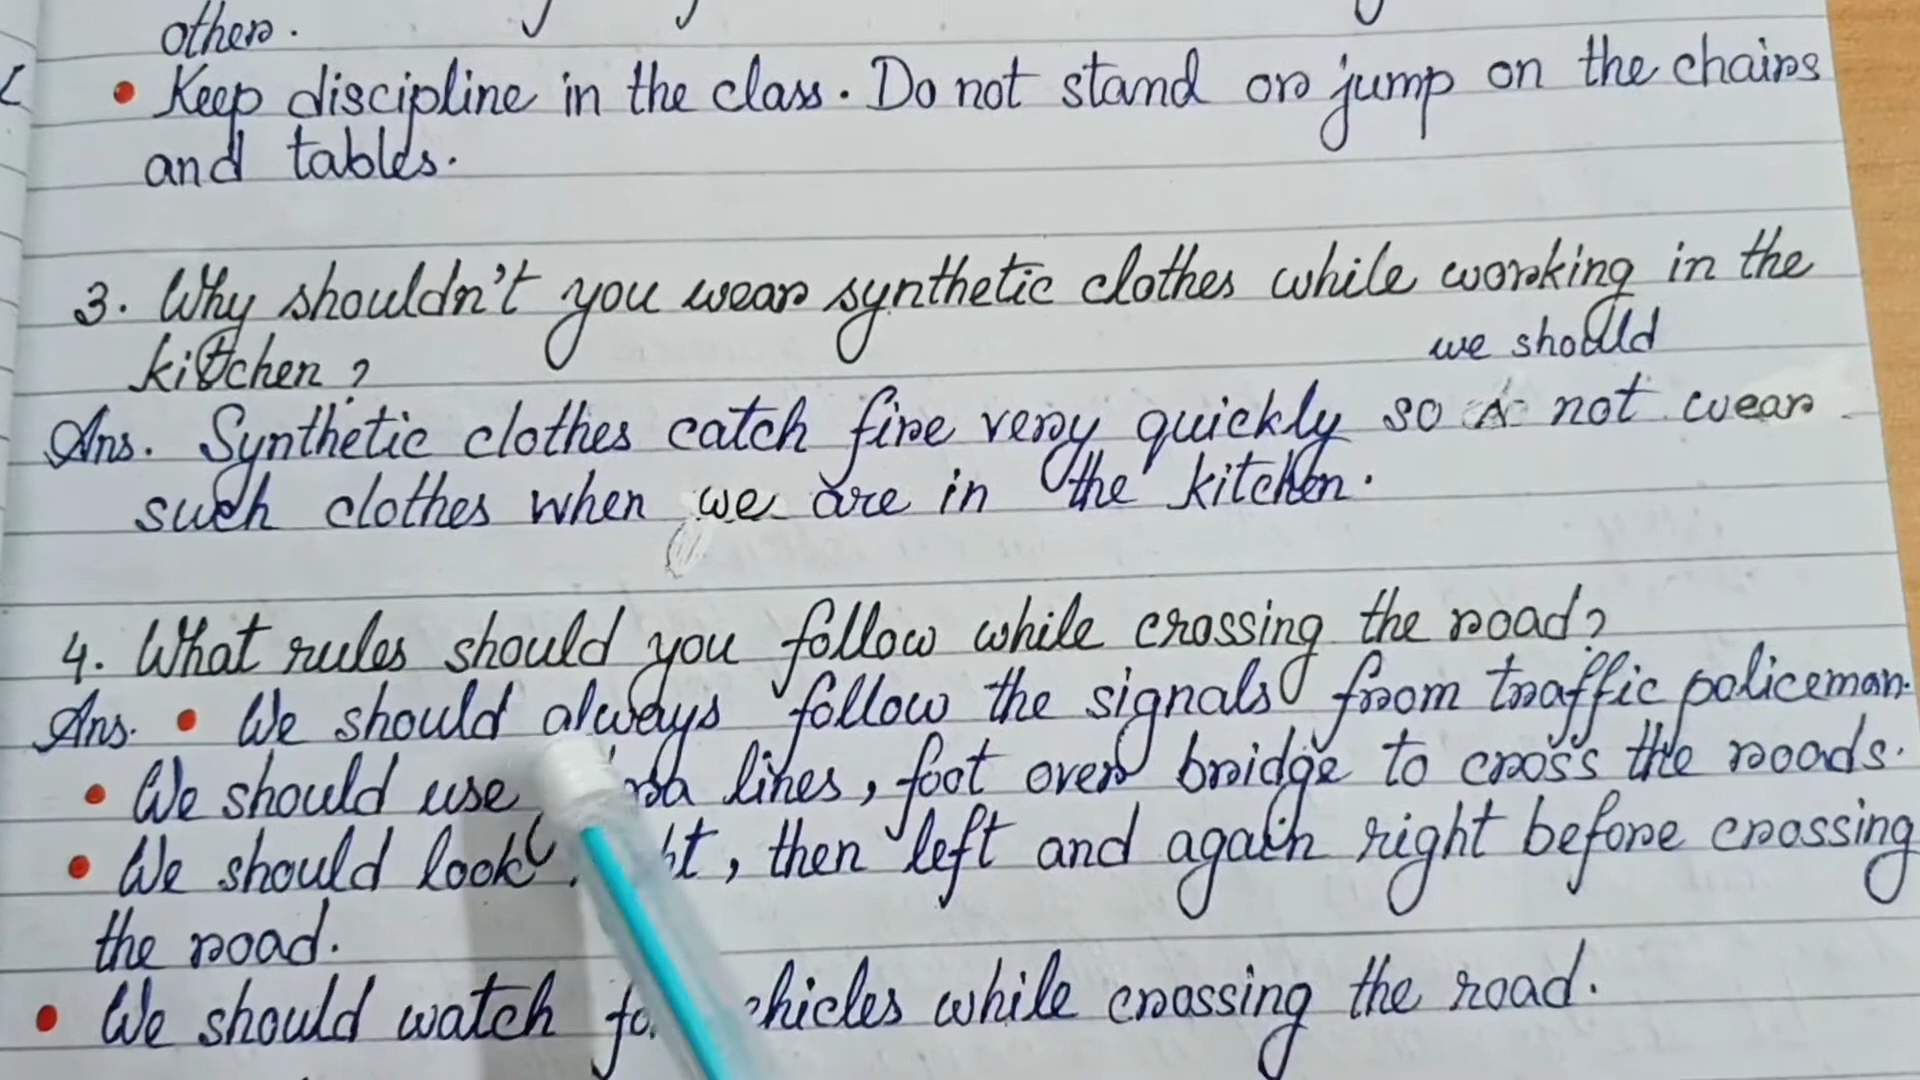 other.
• Keep discipline in the class. Do not stand or jump on the chairs
and tables.
3. Why shouldn't you wear synthetic clothes while working in the
kitchen?
we should
Ans. Synthetic clothes catch fire very quickly so ^ not wear
such clothes when we are in the kitchen.
4. What rules should you follow while crossing the road?
Ans. • We should always follow the signals from traffic policeman.
• We should use lines, foot over bridge to cross the roads.
• We should look , then left and again right before crossing
the road.
• We should watch while crossing the road.